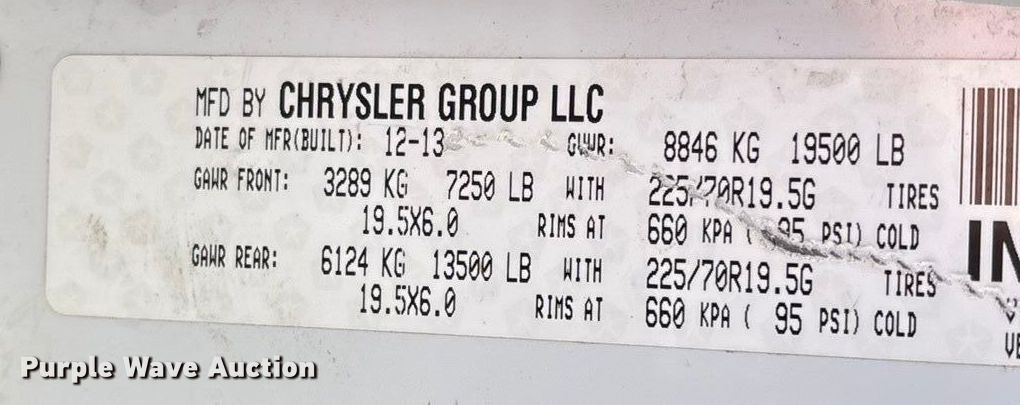 MFD BY CHRYSLER GROUP LLC
DATE OF MFR(BUILT): 12-13 GVWR: 8846 KG 19500 LB
GAWR FRONT: 3289 KG 7250 LB WITH 225/70R19.5G TIRES
19.5X6.0 RIMS AT 660 KPA ( 95 PSI) COLD
GAWR REAR: 6124 KG 13500 LB WITH 225/70R19.5G TIRES
19.5X6.0 RIMS AT 660 KPA ( 95 PSI) COLD
IN
VE
Purple Wave Auction